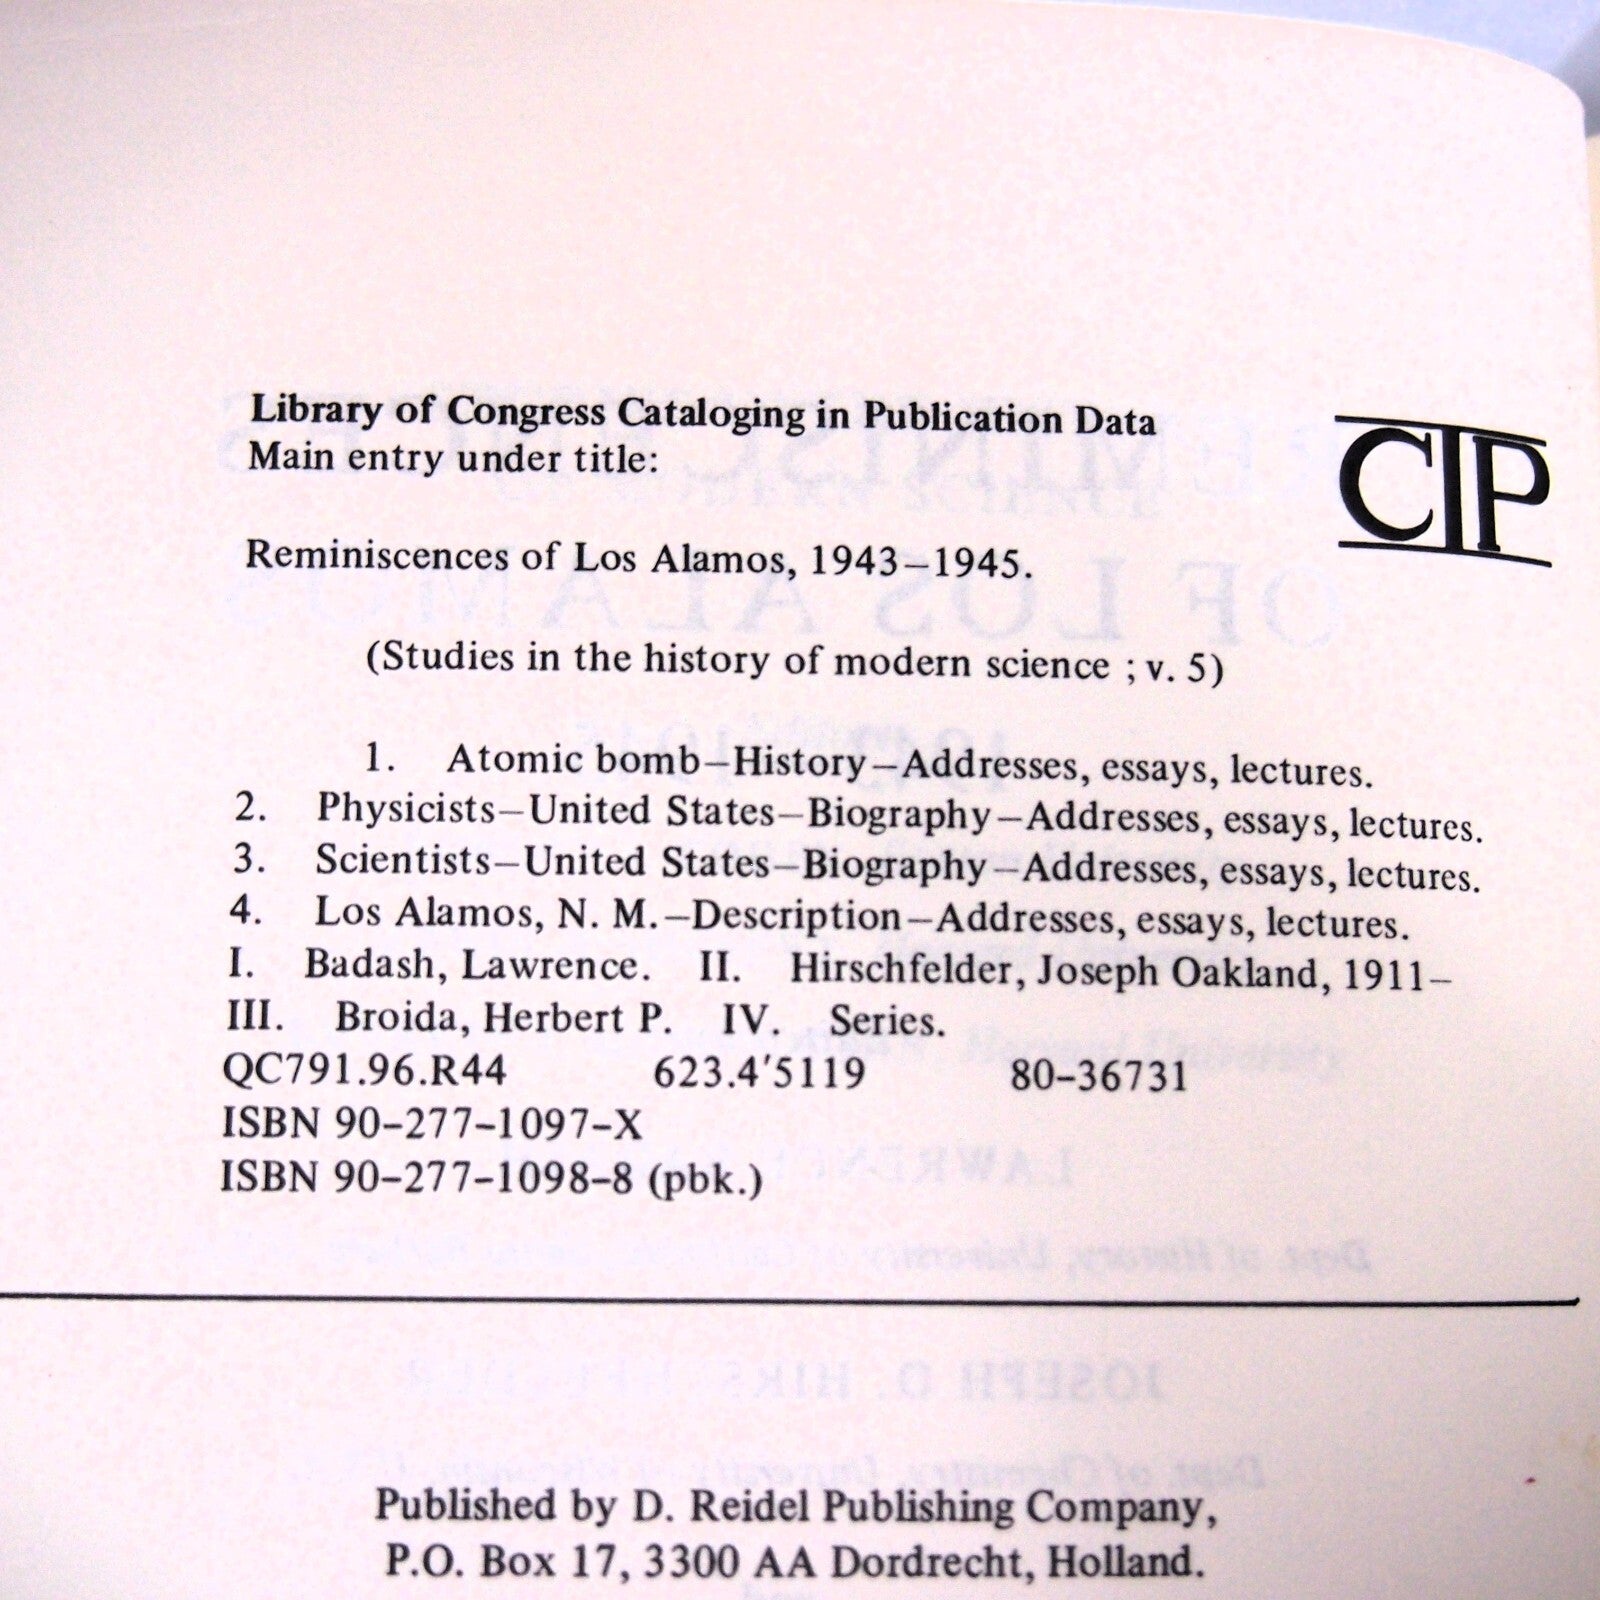 Library of Congress Cataloging in Publication Data
Main entry under title:
CIP
Reminiscences of Los Alamos, 1943–1945.
(Studies in the history of modern science ; v. 5)
1. Atomic bomb—History—Addresses, essays, lectures.
2. Physicists—United States—Biography—Addresses, essays, lectures.
3. Scientists—United States—Biography—Addresses, essays, lectures.
4. Los Alamos, N. M.—Description—Addresses, essays, lectures.
I. Badash, Lawrence. II. Hirschfelder, Joseph Oakland, 1911–
III. Broida, Herbert P. IV. Series.
QC791.96.R44 623.4'5119 80–36731
ISBN 90–277–1097–X
ISBN 90–277–1098–8 (pbk.)
Published by D. Reidel Publishing Company,
P.O. Box 17, 3300 AA Dordrecht, Holland.